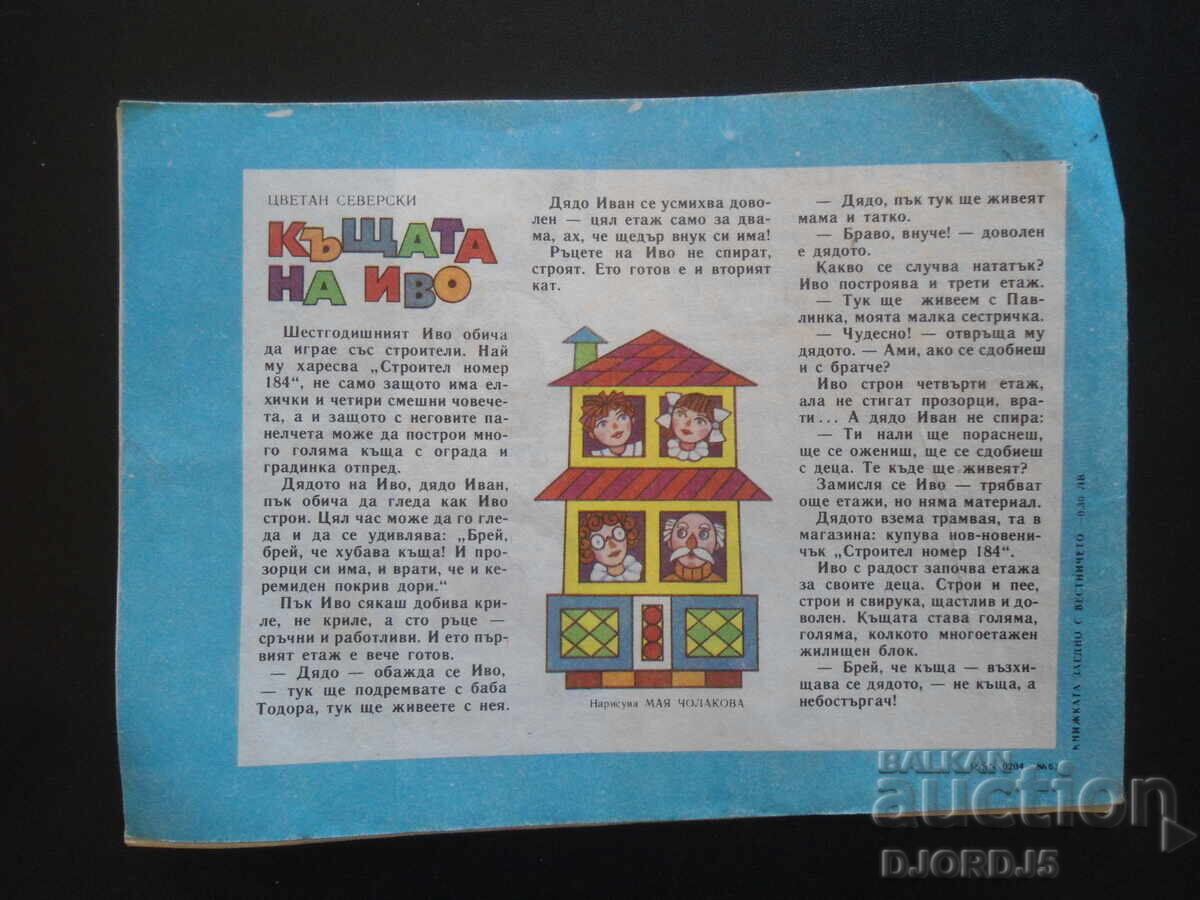 ЦВЕТАН СЕВЕРСКИ
КЪЩАТА
НА ИВО
Шестгодишният Иво обича
да играе със строители. Най
му харесва „Строител номер
184“, не само защото има ел-
хички и четири смешни човече-
та, а и защото с неговите па-
нелчета може да построи мно-
го голяма къща с ограда и
градинка отпред.
Дядото на Иво, дядо Иван,
пък обича да гледа как Иво
строи. Цял час може да го гле-
да и да се удивлява: „Брей,
брей, че хубава къща! И про-
зорци си има, и врати, че и ке-
ремиден покрив дори.“
Пък Иво сякаш добива кри-
ле, не криле, а сто ръце —
сръчни и работливи. И ето пър-
вият етаж е вече готов.
— Дядо — обажда се Иво,
— тук ще подремвате с баба
Тодора, тук ще живеете с нея.
Дядо Иван се усмихва дово-
лен — цял етаж само за два-
ма, ах, че щедър внук си има!
Ръцете на Иво не спират,
строят. Ето готов е и вторият
кат.
Нарисува МАЯ ЧОЛАКОВА
— Дядо, пък тук ще живеят
мама и татко.
— Браво, внуче! — доволен
е дядото.
Какво се случва нататък?
Иво построява и трети етаж.
— Тук ще живеем с Пав-
линка, моята малка сестричка.
— Чудесно! — отвръща му
дядото. — Ами, ако се сдобиеш
и с братче?
Иво строи четвърти етаж,
ала не стигат прозорци, вра-
ти... А дядо Иван не спира:
— Ти нали ще пораснеш,
ще се ожениш, ще се сдобиеш
с деца. Те къде ще живеят?
Замисля се Иво — трябват
още етажи, но няма материал.
Дядото взема трамвая, та в
магазина: купува нов-новени-
чък „Строител номер 184“.
Иво с радост започва етажа
за своите деца. Строи и пее,
строи и свирука, щастлив и до-
волен. Къщата става голяма,
голяма, колкото многоетажен
жилищен блок.
— Брей, че къща — възхи-
щава се дядото, — не къща, а
небостъргач!
КНИЖКАТА ЗАЕДНО С ВЕСТНИЧЕТО 0,30 ЛВ
0204
BALKAN
auction
DJORDJ5